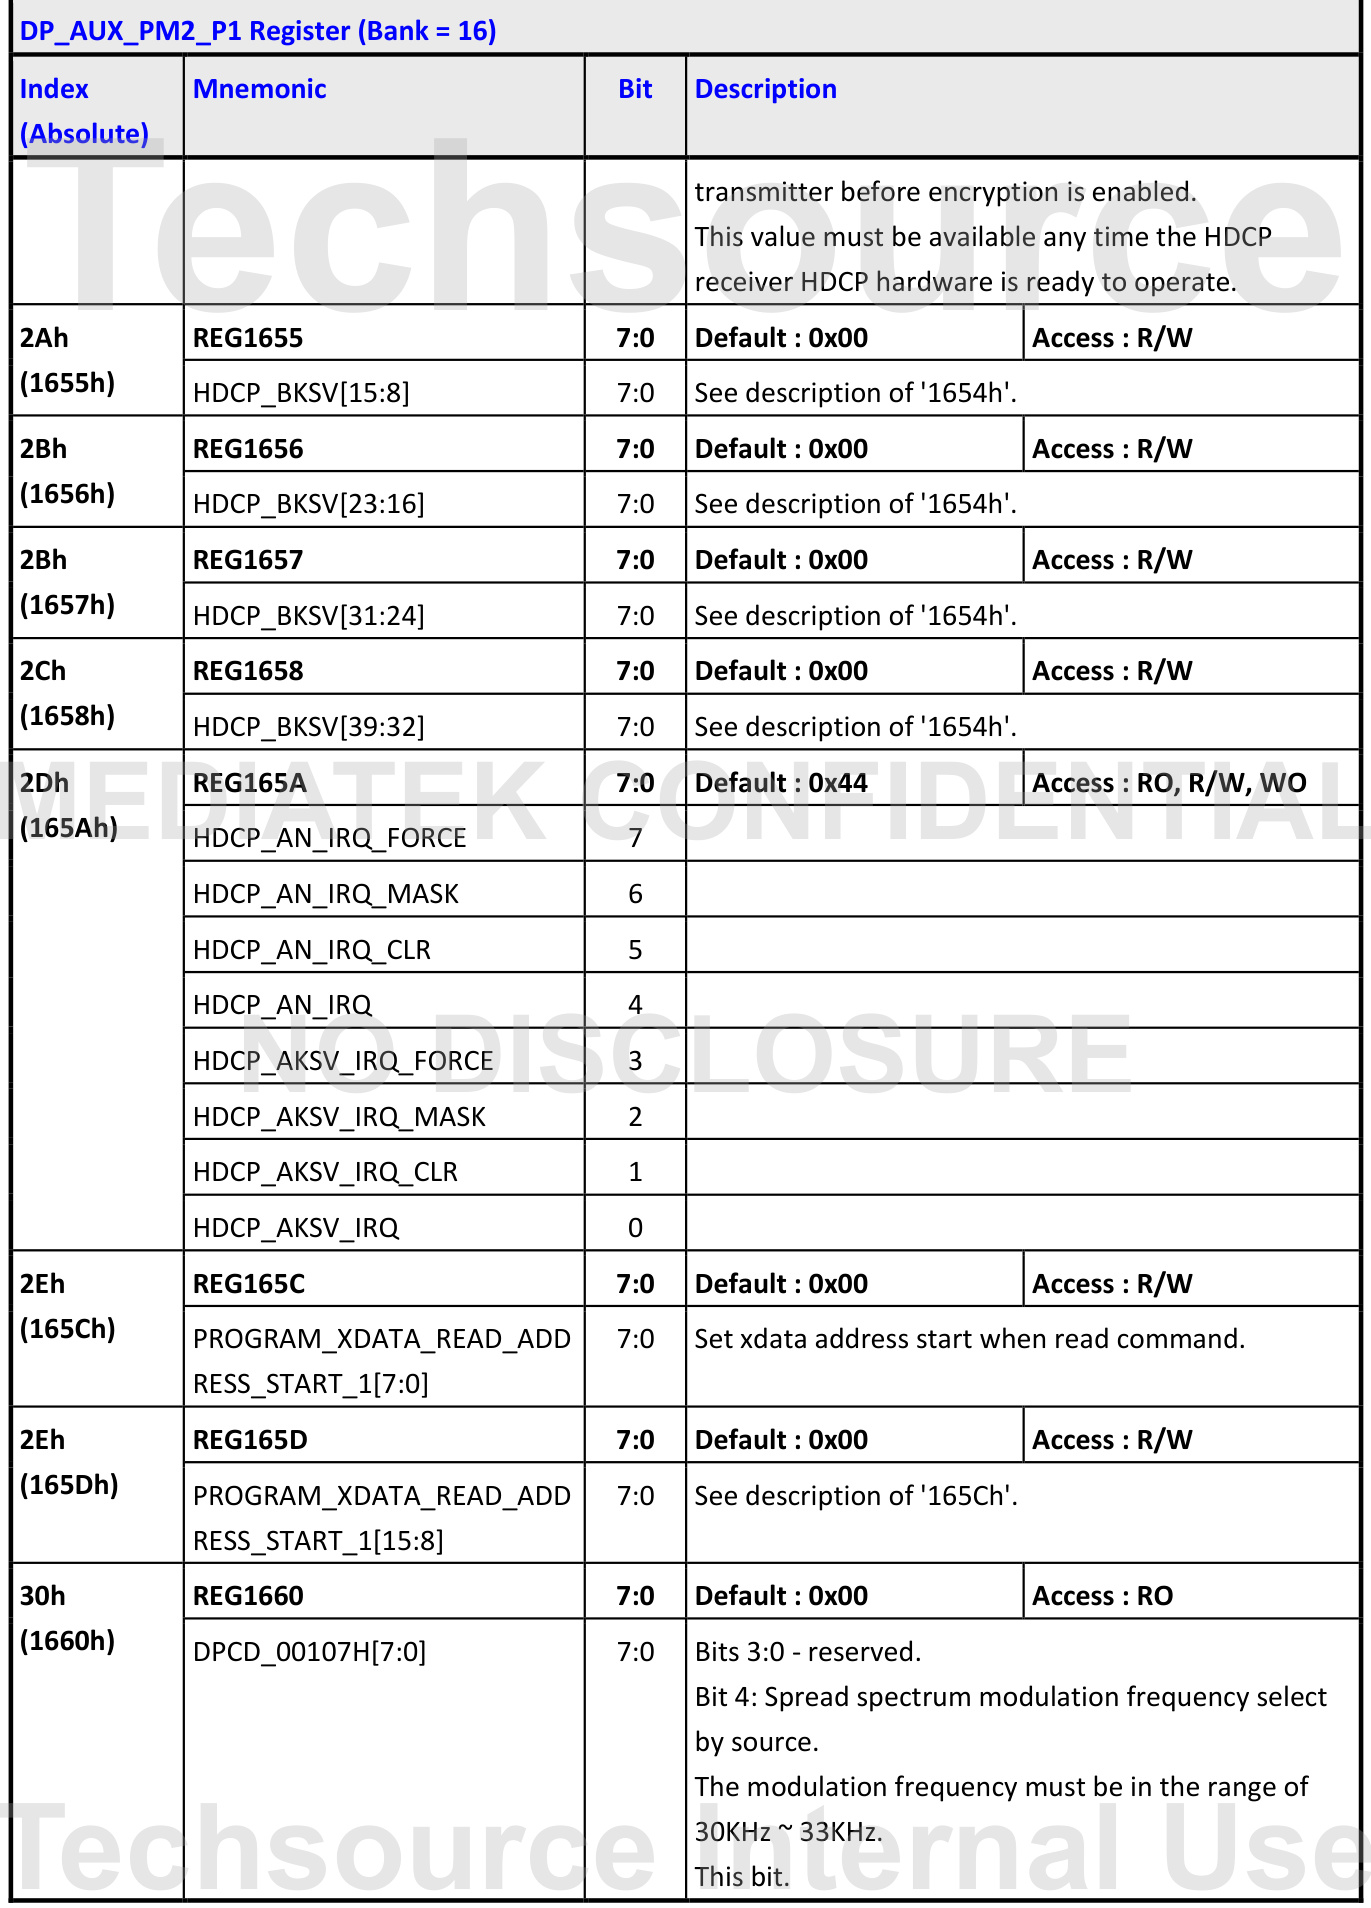 DP_AUX_PM2_P1 Register (Bank = 16)
Index
(Absolute)
Mnemonic
Bit
Description
Techsource
transmitter before encryption is enabled.
This value must be available any time the HDCP
receiver HDCP hardware is ready to operate.
2Ah
(1655h)
REG1655
7:0
Default : 0x00
Access : R/W
HDCP_BKSV[15:8]
7:0
See description of '1654h'.
2Bh
(1656h)
REG1656
7:0
Default : 0x00
Access : R/W
HDCP_BKSV[23:16]
7:0
See description of '1654h'.
2Bh
(1657h)
REG1657
7:0
Default : 0x00
Access : R/W
HDCP_BKSV[31:24]
7:0
See description of '1654h'.
2Ch
(1658h)
REG1658
7:0
Default : 0x00
Access : R/W
HDCP_BKSV[39:32]
7:0
See description of '1654h'.
MEDIATEK CONFIDENTIAL
2Dh
(165Ah)
REG165A
7:0
Default : 0x44
Access : RO, R/W, WO
HDCP_AN_IRQ_FORCE
7
HDCP_AN_IRQ_MASK
6
HDCP_AN_IRQ_CLR
5
HDCP_AN_IRQ
4
NO DISCLOSURE
HDCP_AKSV_IRQ_FORCE
3
HDCP_AKSV_IRQ_MASK
2
HDCP_AKSV_IRQ_CLR
1
HDCP_AKSV_IRQ
0
2Eh
(165Ch)
REG165C
7:0
Default : 0x00
Access : R/W
PROGRAM_XDATA_READ_ADD
RESS_START_1[7:0]
7:0
Set xdata address start when read command.
2Eh
(165Dh)
REG165D
7:0
Default : 0x00
Access : R/W
PROGRAM_XDATA_READ_ADD
RESS_START_1[15:8]
7:0
See description of '165Ch'.
30h
(1660h)
REG1660
7:0
Default : 0x00
Access : RO
DPCD_00107H[7:0]
7:0
Bits 3:0 - reserved.
Bit 4: Spread spectrum modulation frequency select
by source.
The modulation frequency must be in the range of
30KHz ~ 33KHz.
This bit.
Techsource Internal Use